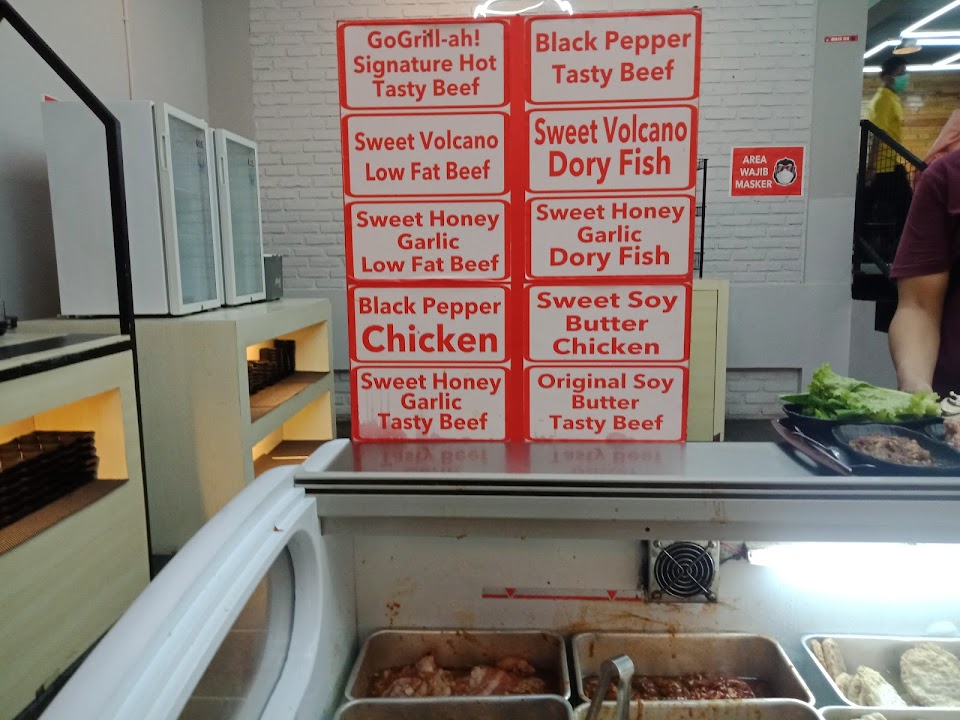 GoGrill-ah!
Signature Hot
Tasty Beef
Black Pepper
Tasty Beef
Sweet Volcano
Low Fat Beef
Sweet Volcano
Dory Fish
Sweet Honey
Garlic
Low Fat Beef
Sweet Honey
Garlic
Dory Fish
Black Pepper
Chicken
Sweet Soy
Butter
Chicken
Sweet Honey
Garlic
Tasty Beef
Original Soy
Butter
Tasty Beef
AREA
WAJIB
MASKER